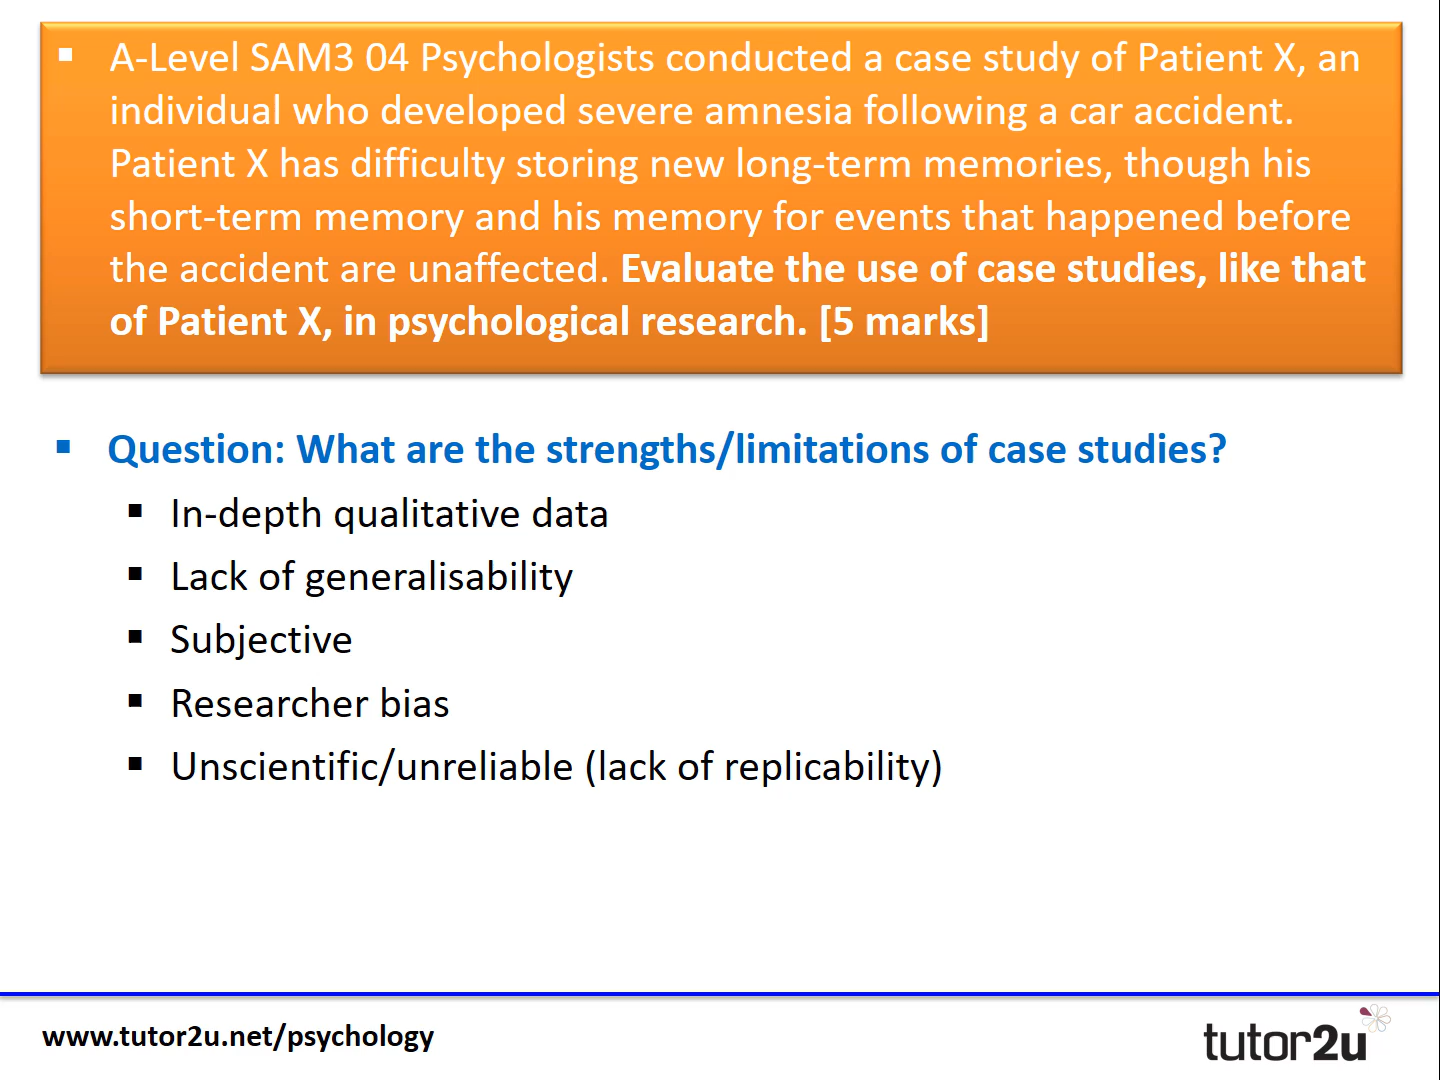 A-Level SAM3 04 Psychologists conducted a case study of Patient X, an
individual who developed severe amnesia following a car accident.
Patient X has difficulty storing new long-term memories, though his
short-term memory and his memory for events that happened before
the accident are unaffected. Evaluate the use of case studies, like that
of Patient X, in psychological research. [5 marks]
Question: What are the strengths/limitations of case studies?
In-depth qualitative data
Lack of generalisability
Subjective
Researcher bias
Unscientific/unreliable (lack of replicability)
www.tutor2u.net/psychology
tutor2u